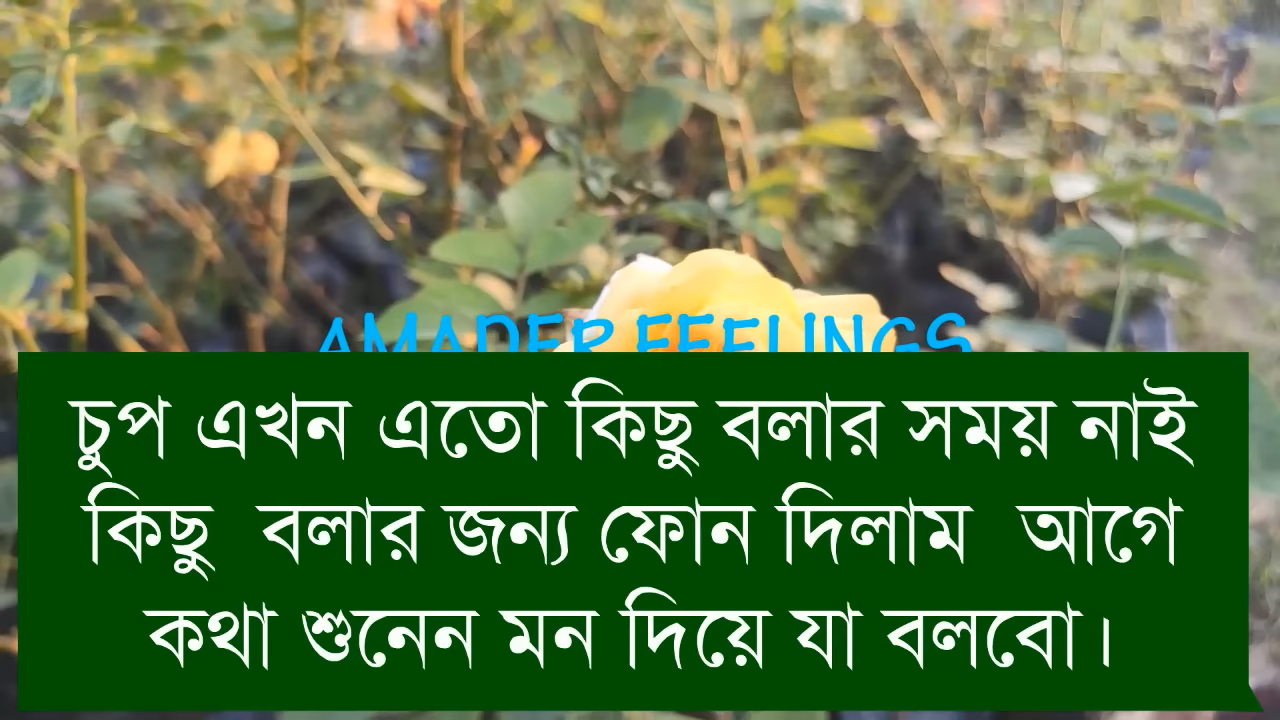 AMADER FEELINGS
চুপ এখন এতো কিছু বলার সময় নাই
কিছু বলার জন্য ফোন দিলাম আগে
কথা শুনেন মন দিয়ে যা বলবো।